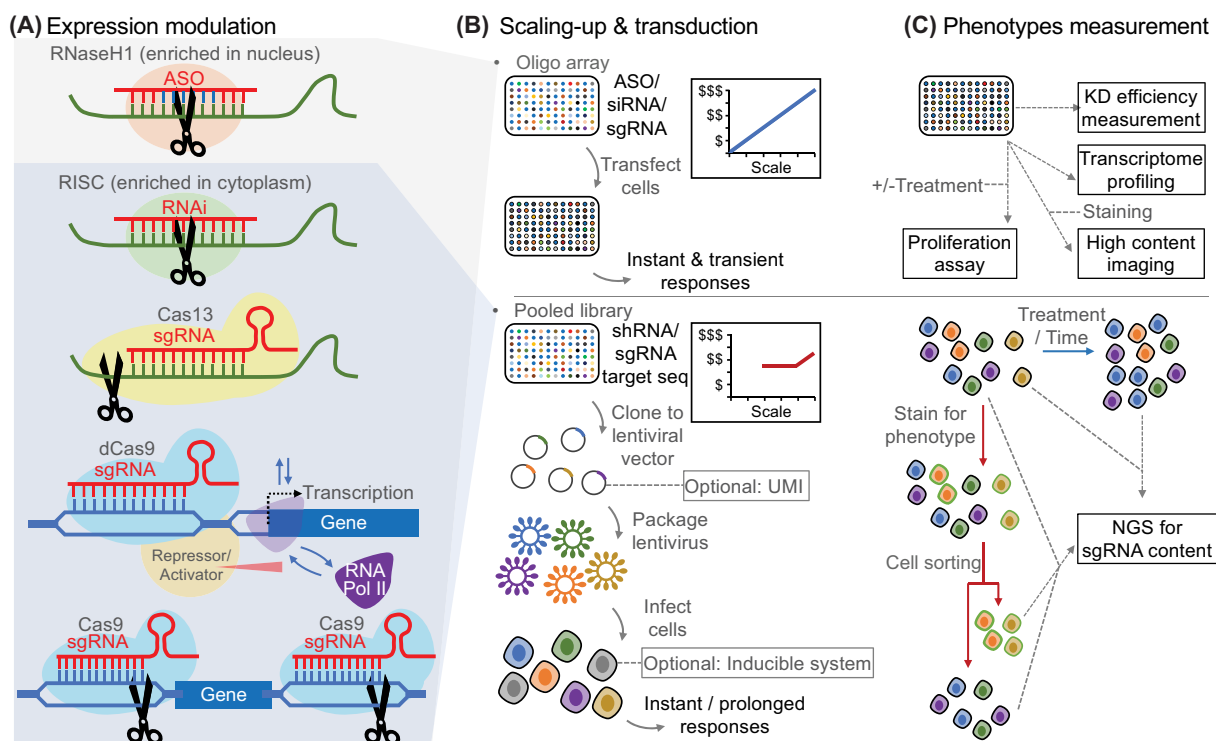 (A) Expression modulation
RNaseH1 (enriched in nucleus)
ASO
RISC (enriched in cytoplasm)
RNAi
Cas13
sgRNA
dCas9
sgRNA
Transcription
Gene
Repressor/
Activator
RNA
Pol II
Cas9
sgRNA
Cas9
sgRNA
Gene
(B) Scaling-up & transduction
• Oligo array
ASO/
siRNA/
sgRNA
$$$
$$
$
Scale
Transfect
cells
Instant & transient
responses
• Pooled library
shRNA/
sgRNA
target seq
$$$
$$
$
Scale
Clone to
lentiviral
vector
Optional: UMI
Package
lentivirus
Infect
cells
Optional: Inducible system
Instant / prolonged
responses
(C) Phenotypes measurement
KD efficiency
measurement
Transcriptome
profiling
+/-Treatment
Staining
Proliferation
assay
High content
imaging
Treatment
/ Time
Stain for
phenotype
NGS for
sgRNA content
Cell sorting